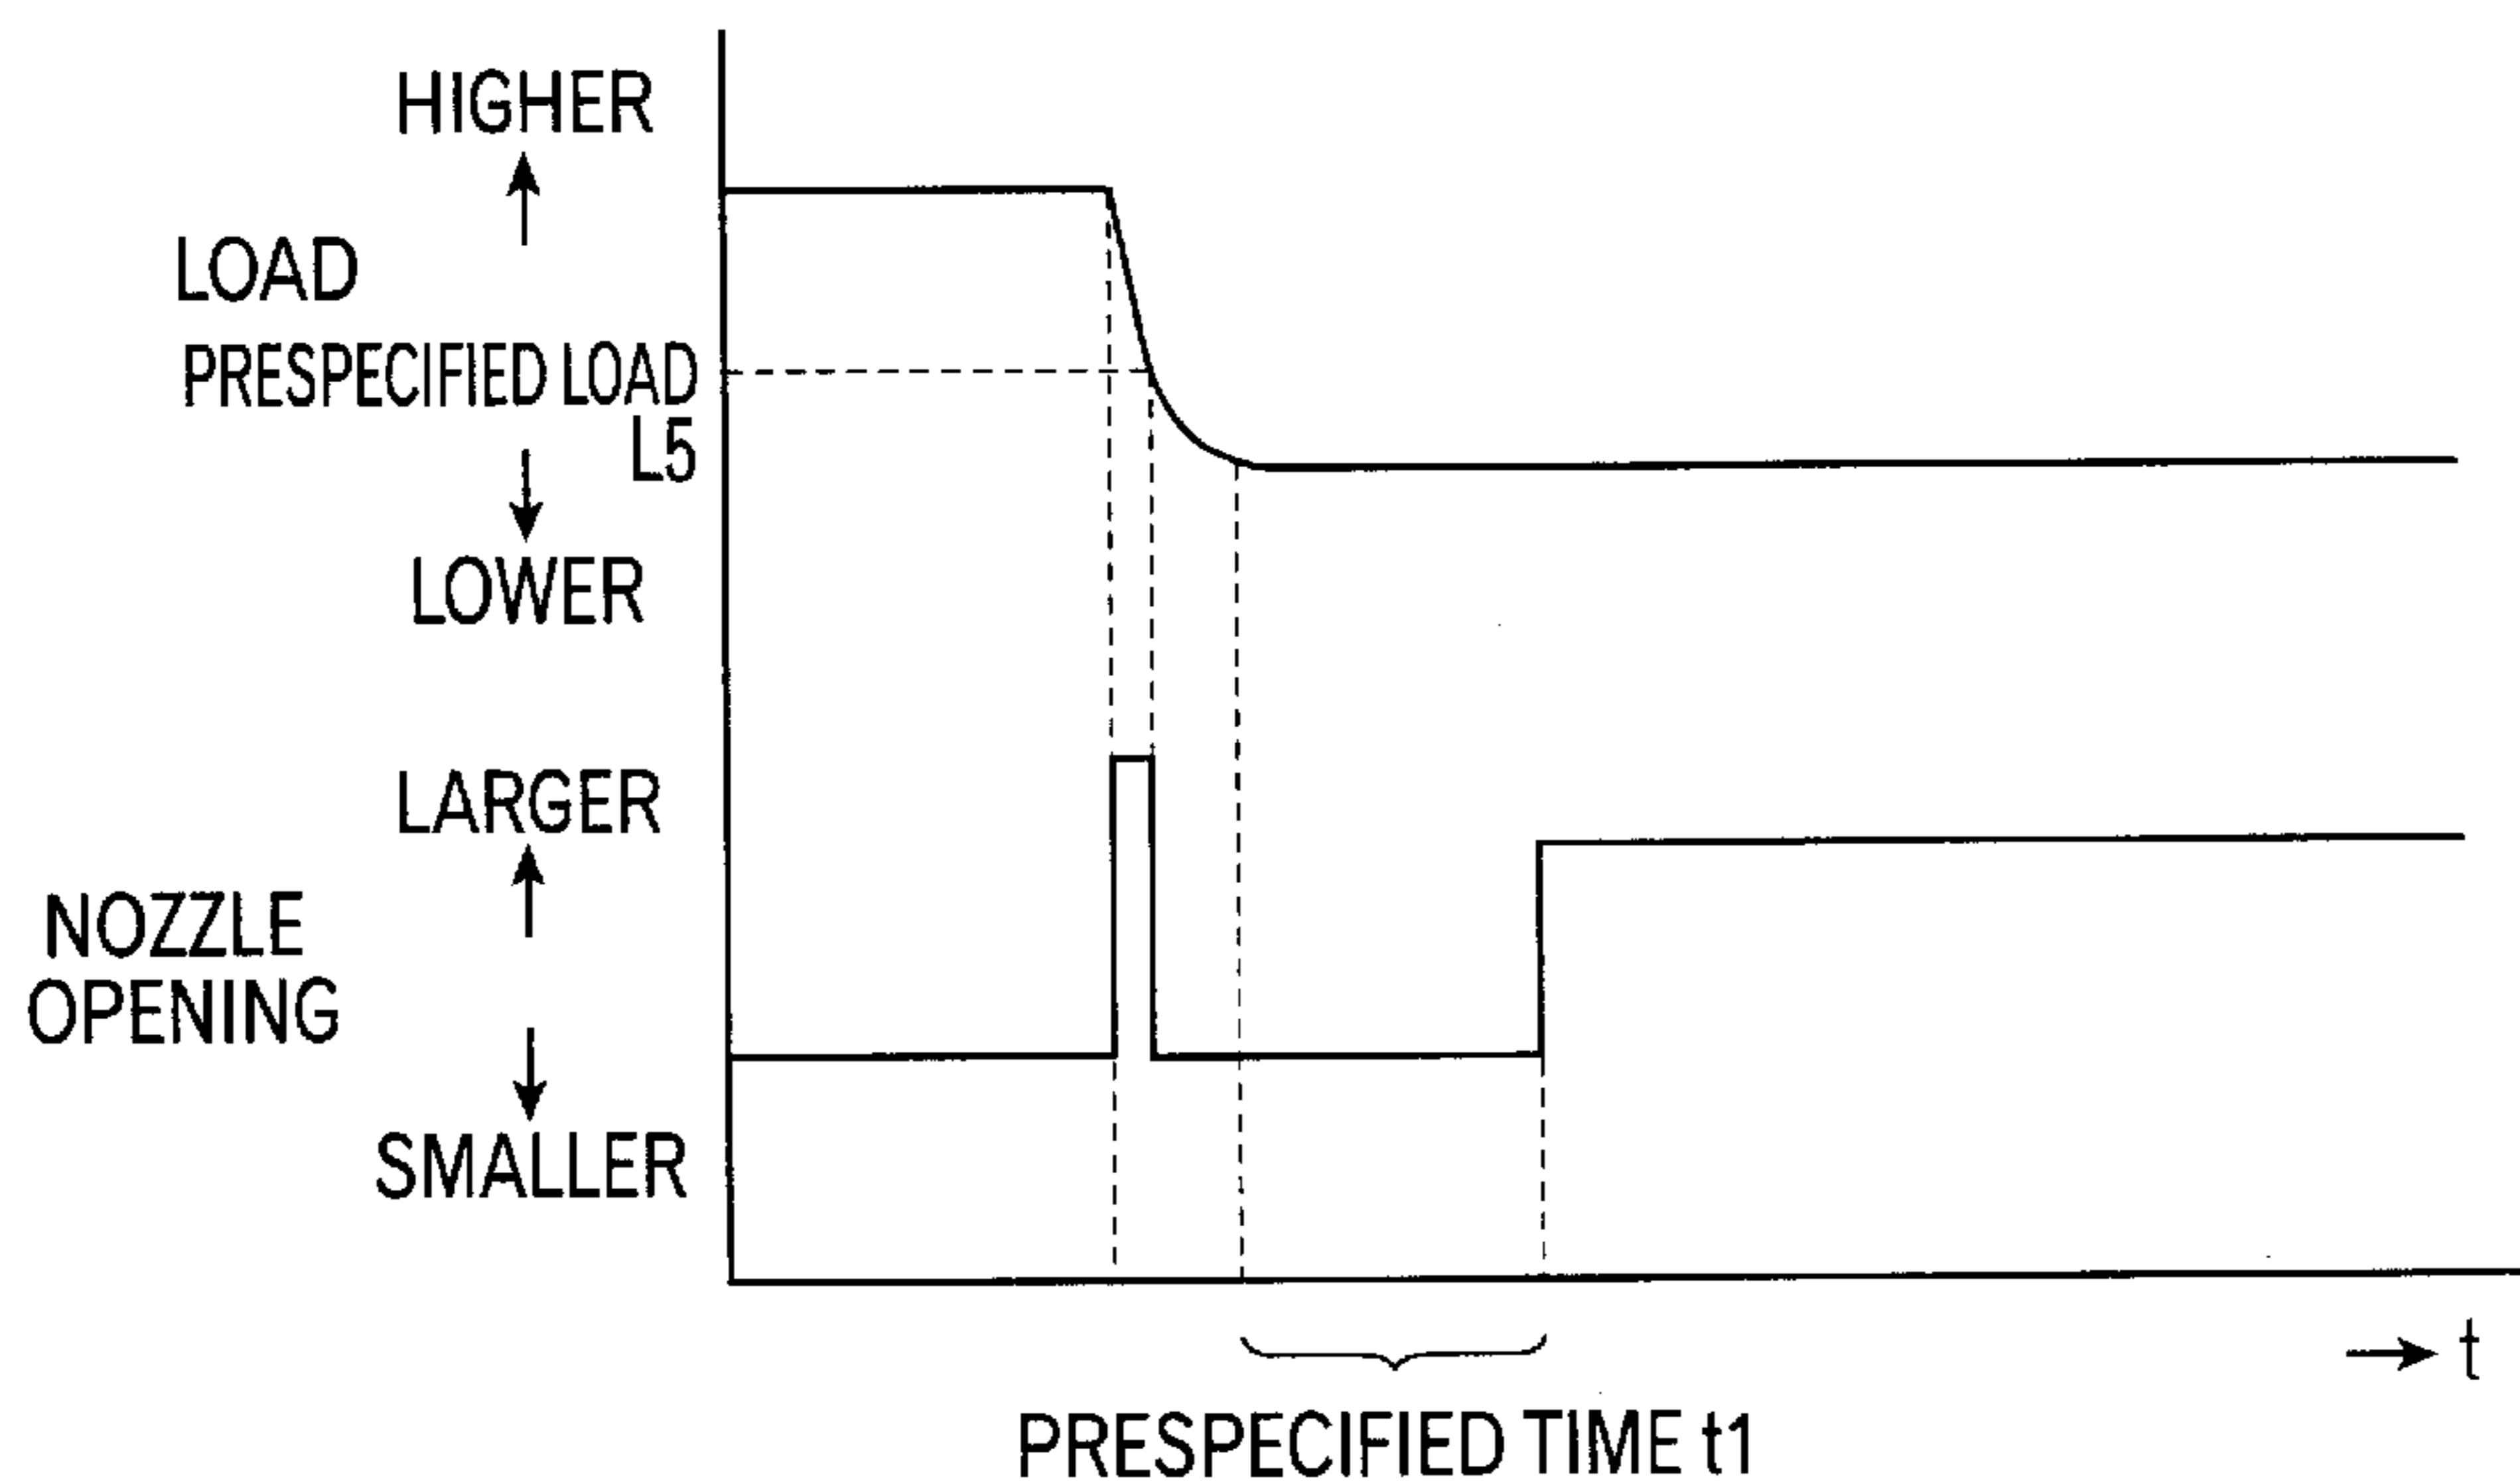 HIGHER
LOAD
PRESPECIFIED LOAD
L5
LOWER
LARGER
NOZZLE
OPENING
SMALLER
t
PRESPECIFIED TIME t1